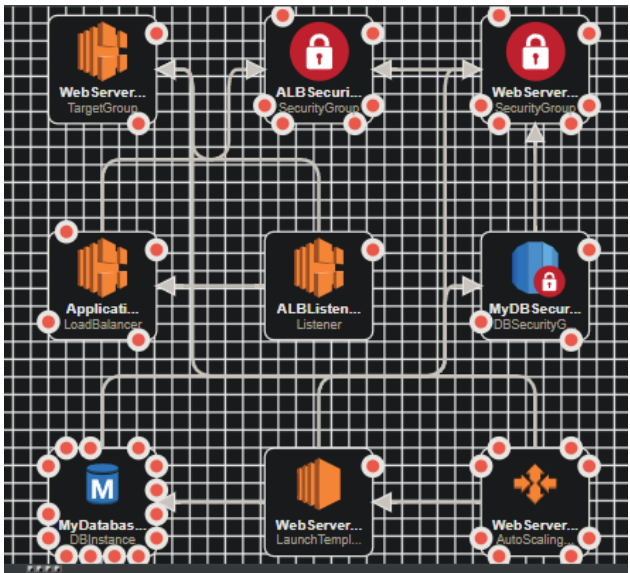 WebServer...
TargetGroup
ALBSecuri...
SecurityGroup
WebServer...
SecurityGroup
Applicati...
LoadBalancer
ALBListen...
Listener
MyDBSecur...
DBSecurityG...
M
MyDatabas...
DBInstance
WebServer...
LaunchTempl...
WebServer...
AutoScaling...